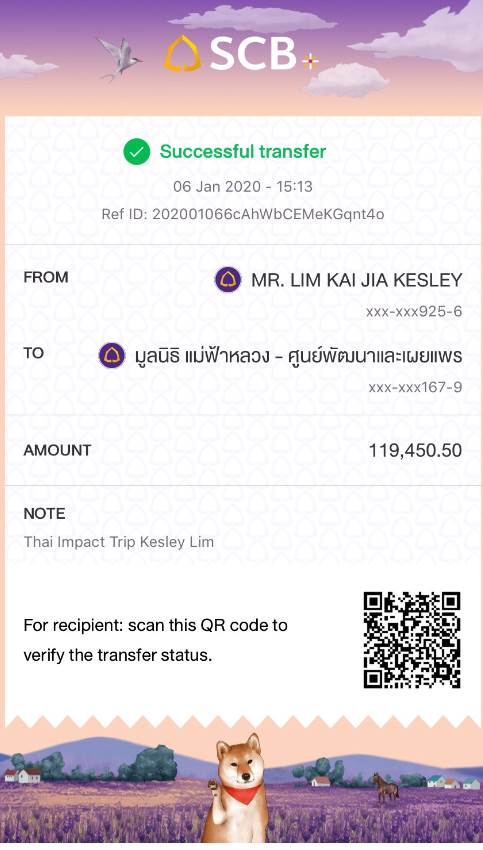 SCB
Successful transfer
06 Jan 2020 - 15:13
Ref ID: 202001066cAhWbCEMeKGqnt4o
FROM
MR. LIM KAI JIA KESLEY
xxx-xxx925-6
TO
มูลนิธิ แม่ฟ้าหลวง - ศูนย์พัฒนาและเผยแพร
xxx-xxx167-9
AMOUNT
119,450.50
NOTE
Thai Impact Trip Kesley Lim
For recipient: scan this QR code to
verify the transfer status.